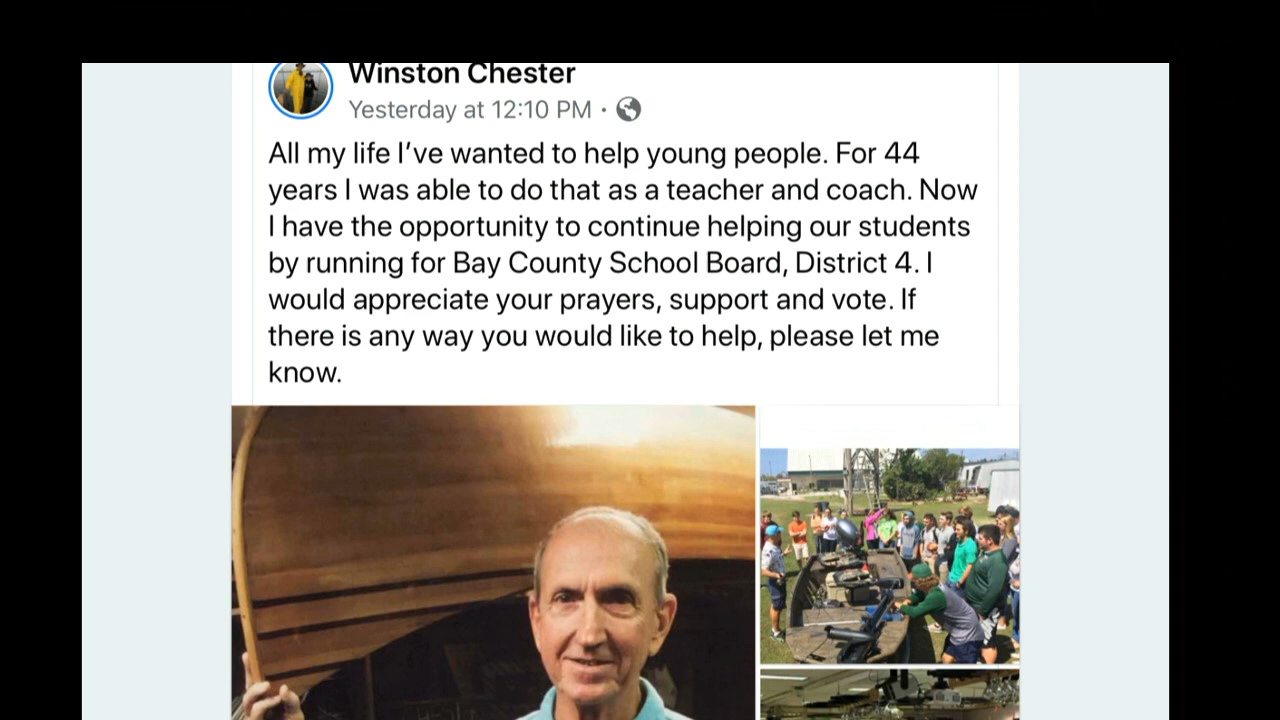 Winston Chester
Yesterday at 12:10 PM ·
All my life I've wanted to help young people. For 44
years I was able to do that as a teacher and coach. Now
I have the opportunity to continue helping our students
by running for Bay County School Board, District 4. I
would appreciate your prayers, support and vote. If
there is any way you would like to help, please let me
know.